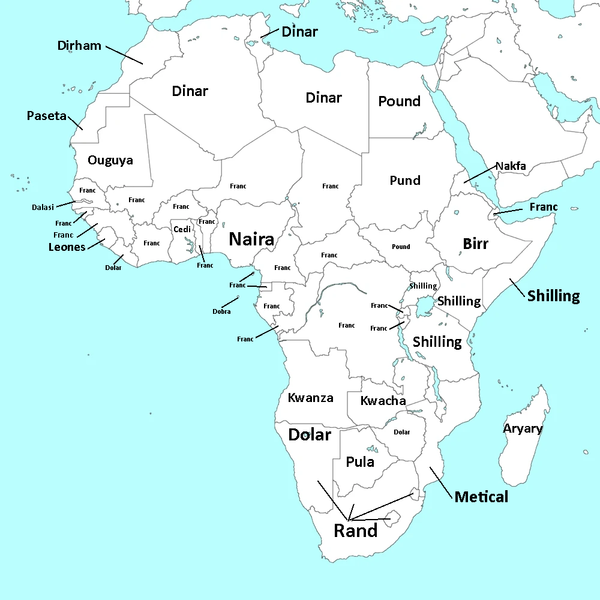 Dinar
Dirham
Dinar
Dinar
Pound
Paseta
Ouguya
Nakfa
Pund
Franc
Franc
Franc
Franc
Franc
Dalasi
Franc
Franc
Franc
Cedi
Franc
Leones
Franc
Naira
Birr
Pound
Franc
Franc
Franc
Dolar
Shilling
Franc
Shilling
Shilling
Franc
Dobra
Franc
Franc
Franc
Franc
Shilling
Kwanza
Kwacha
Aryary
Dolar
Dolar
Pula
Metical
Rand